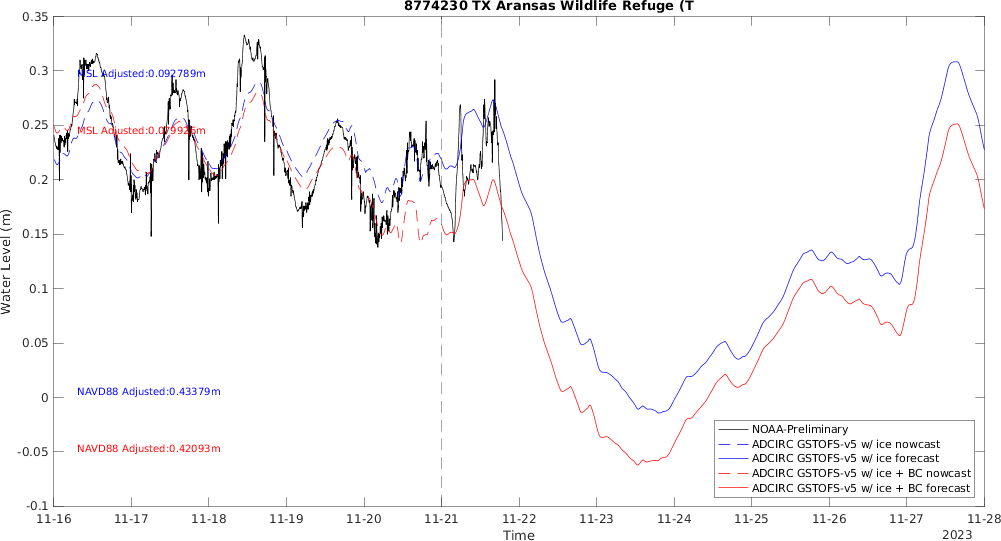 8774230 TX Aransas Wildlife Refuge (T
0.35
0.3
0.25
0.2
0.15
0.1
0.05
0
-0.05
-0.1
Water Level (m)
MSL Adjusted:0.092789m
MSL Adjusted:0.079926m
NAVD88 Adjusted:0.43379m
NAVD88 Adjusted:0.42093m
NOAA-Preliminary
ADCIRC GSTOFS-v5 w/ ice nowcast
ADCIRC GSTOFS-v5 w/ ice forecast
ADCIRC GSTOFS-v5 w/ ice + BC nowcast
ADCIRC GSTOFS-v5 w/ ice + BC forecast
11-16 11-17 11-18 11-19 11-20 11-21 11-22 11-23 11-24 11-25 11-26 11-27 11-28
Time
2023